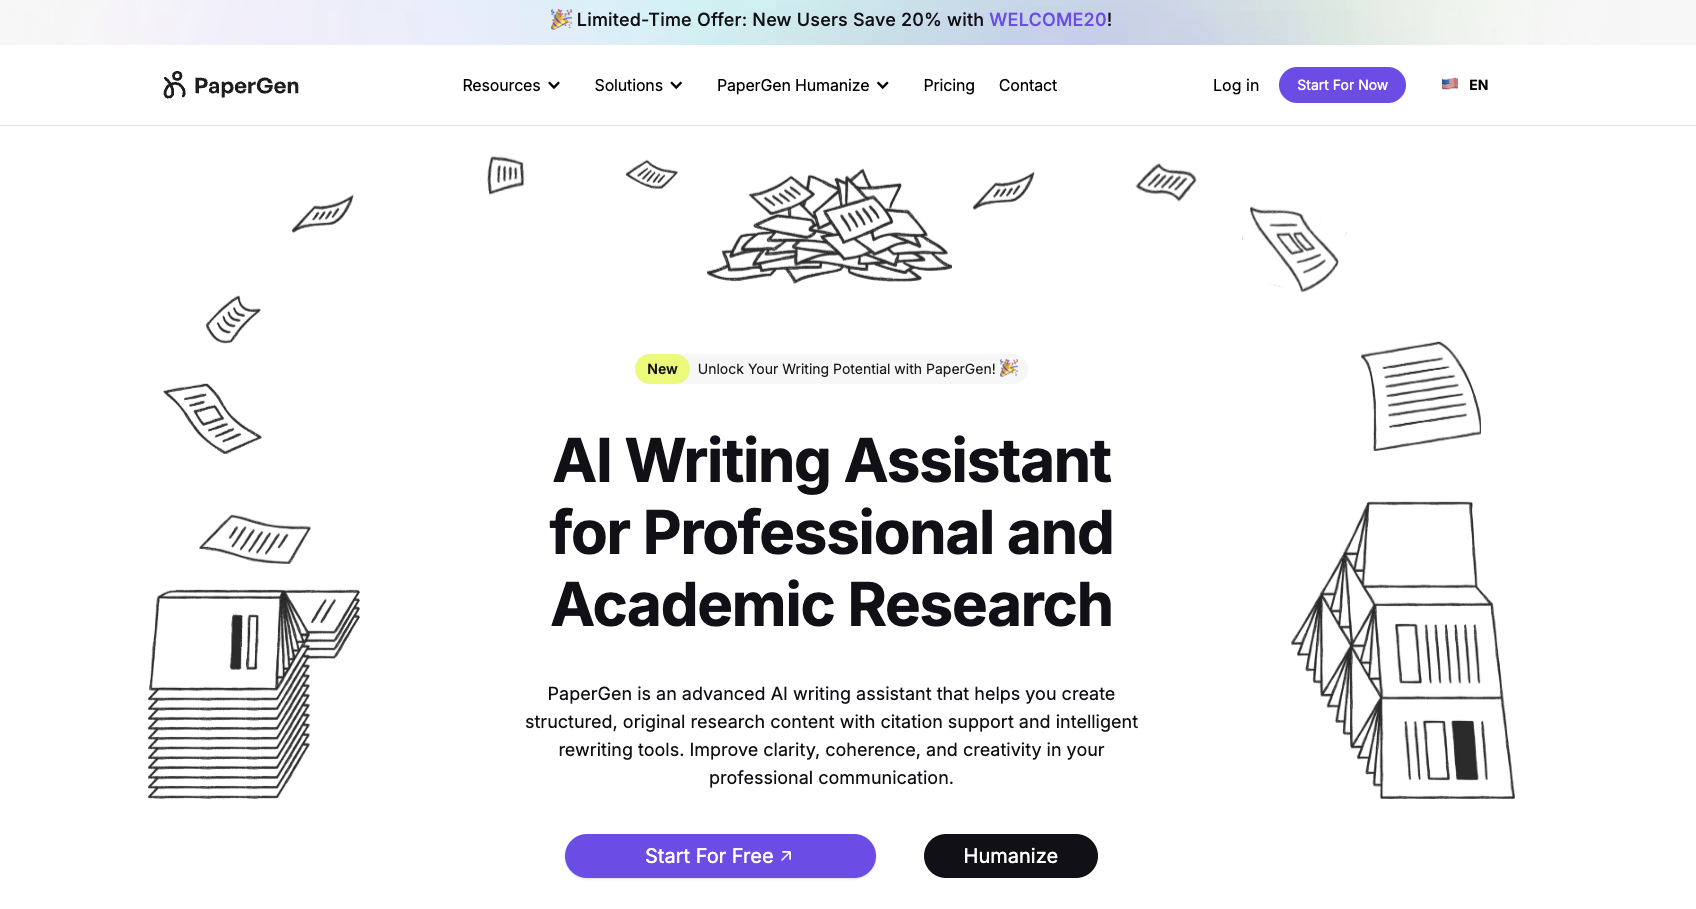 🎉 Limited-Time Offer: New Users Save 20% with WELCOME20!
PaperGen
Resources
Solutions
PaperGen Humanize
Pricing
Contact
Log in
Start For Now
🇺🇸 EN
New
Unlock Your Writing Potential with PaperGen! 🎉
AI Writing Assistant
for Professional and
Academic Research
PaperGen is an advanced AI writing assistant that helps you create
structured, original research content with citation support and intelligent
rewriting tools. Improve clarity, coherence, and creativity in your
professional communication.
Start For Free
Humanize